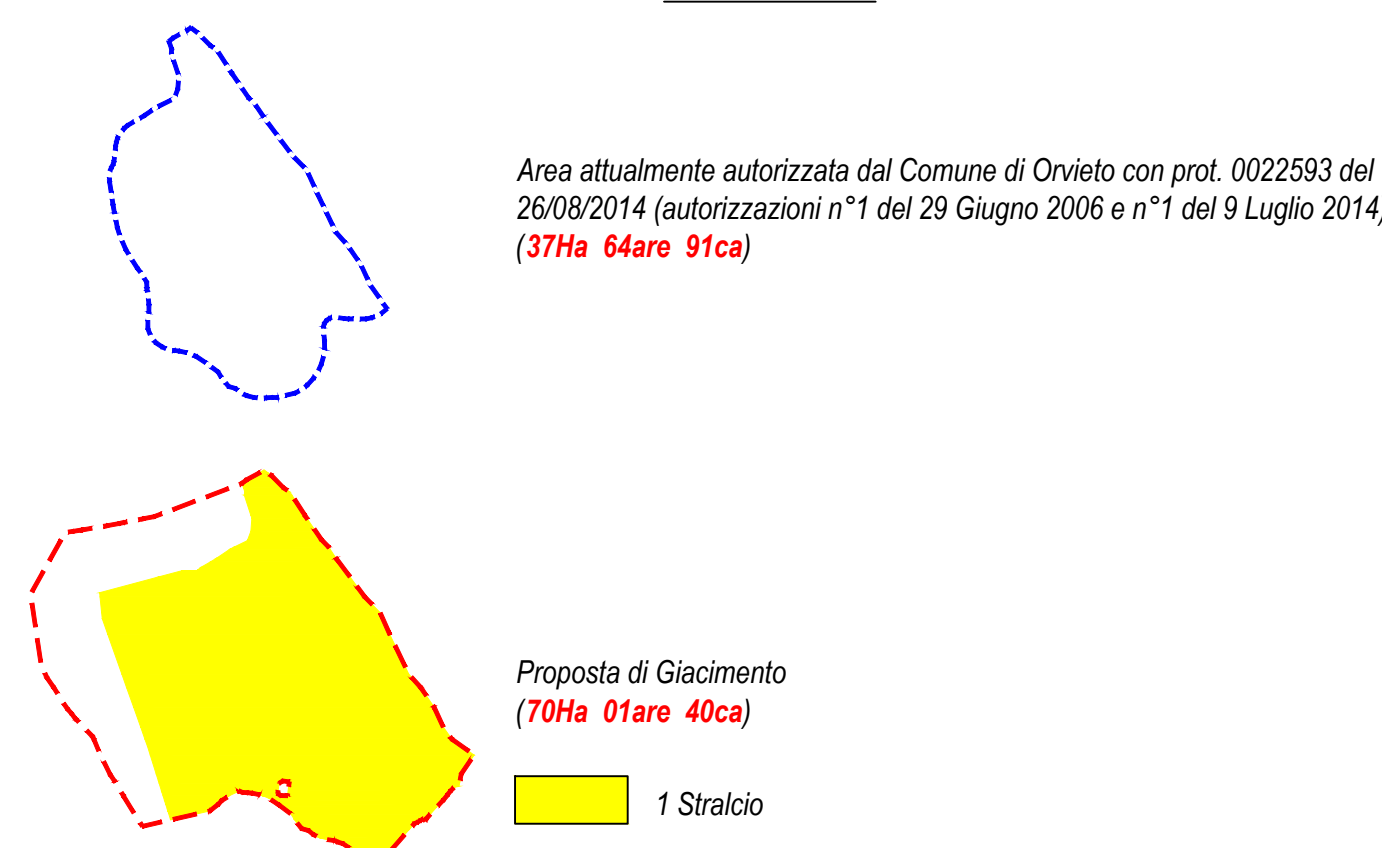 Area attualmente autorizzata dal Comune di Orvieto con prot. 0022593 del
26/08/2014 (autorizzazioni n°1 del 29 Giugno 2006 e n°1 del 9 Luglio 2014)
(37Ha 64are 91ca)
Proposta di Giacimento
(70Ha 01are 40ca)
1 Stralcio